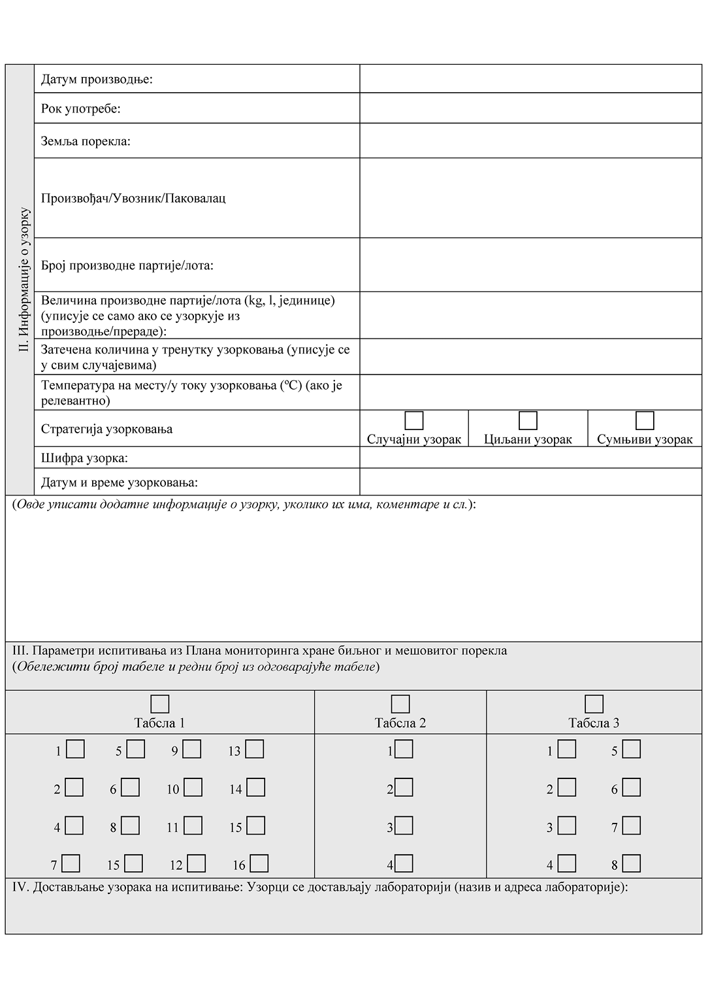 II. Информације о узорку
Датум производње:
Рок употребе:
Земља порекла:
Произвођач/Увозник/Паковалац
Број производне партије/лота:
Величина производне партије/лота (kg, l, јединице)
(уписује се само ако се узоркује из
производње/прераде):
Затечена количина у тренутку узорковања (уписује се
у свим случајевима)
Температура на месту/у току узорковања (ºC) (ако је
релевантно)
Стратегија узорковања
Случајни узорак Циљани узорак Сумњиви узорак
Шифра узорка:
Датум и време узорковања:
(Овде уписати додатне информације о узорку, уколико их има, коментаре и сл.):
III. Параметри испитивања из Плана мониторинга хране биљног и мешовитог порекла
(Обележити број табеле и редни број из одговарајуће табеле)
Табсла 1 Табсла 2 Табсла 3
1 5 9 13 1 1 5
2 6 10 14 2 2 6
4 8 11 15 3 3 7
7 15 12 16 4 4 8
IV. Достављање узорака на испитивање: Узорци се достављају лабораторији (назив и адреса лабораторије):